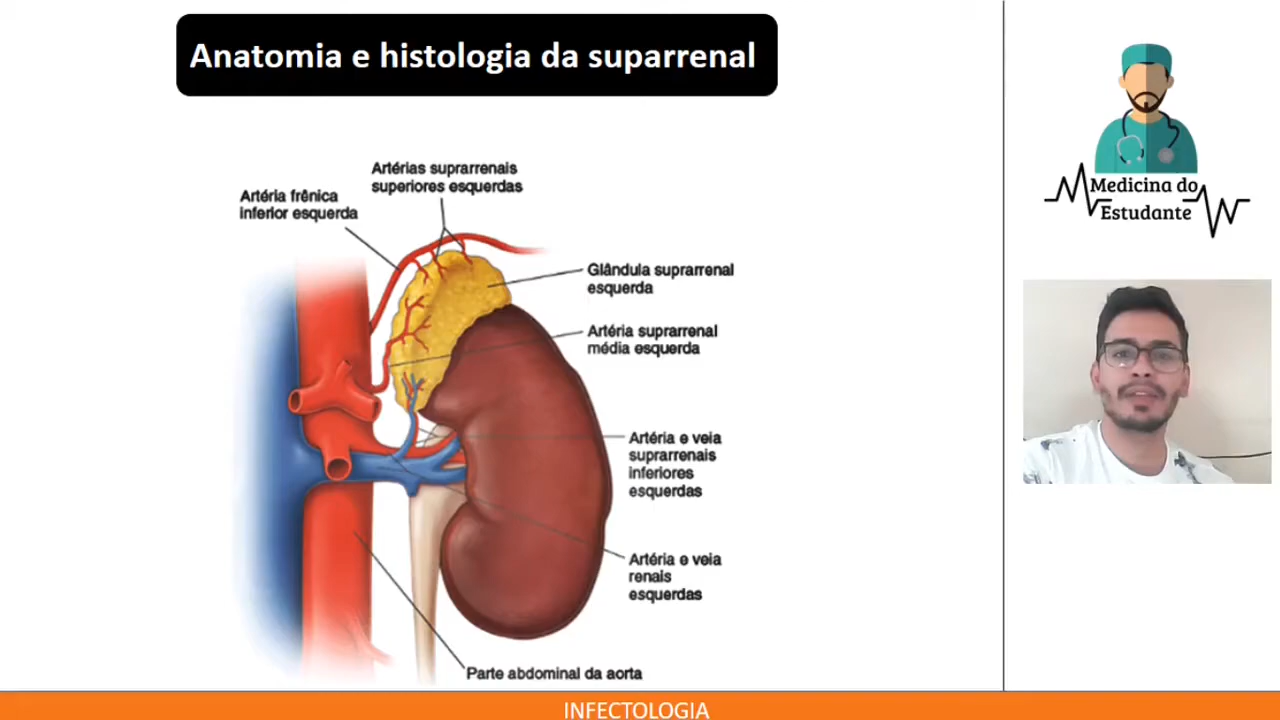 Anatomia e histologia da suparrenal
Artérias suprarrenais
superiores esquerdas
Artéria frênica
inferior esquerda
Glândula suprarrenal
esquerda
Artéria suprarrenal
média esquerda
Artéria e veia
suprarrenais
inferiores
esquerdas
Artéria e veia
renais
esquerdas
Parte abdominal da aorta
Medicina do
Estudante
INFECTOLOGIA